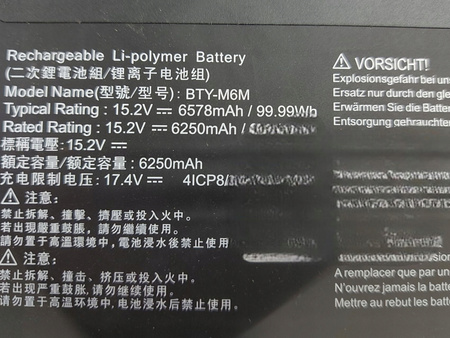 Rechargeable Li-polymer Battery
(二次鋰電池組/锂离子电池组)
Model Name(型號/型号): BTY-M6M
Typical Rating : 15.2V⎓ 6578mAh / 99.99Wh
Rated Rating : 15.2V⎓ 6250mAh /
標稱電壓:15.2V⎓
額定容量/额定容量: 6250mAh
充电限制电压: 17.4V⎓ 4ICP8/
⚠ 注意:
禁止拆解、撞擊、擠壓或投入火中。
若出現嚴重鼓脹，請勿繼續使用。
請勿置于高溫環境中,電池浸水後禁止使用
⚠ 注意:
禁止拆解、撞击、挤压或投入火中。
若出现严重鼓胀,请勿继续使用。
请勿置于高温环境中,电池浸水后禁止使用
⚠ VORSICHT!
Explosionsgefahr bei un
Ersatz nur durch den gle
Erwärmen Sie die Batter
Entsorgung gebrauchter
A remplacer que par un
N'ouvrez jamais la batte
Mettre au rebut les batt